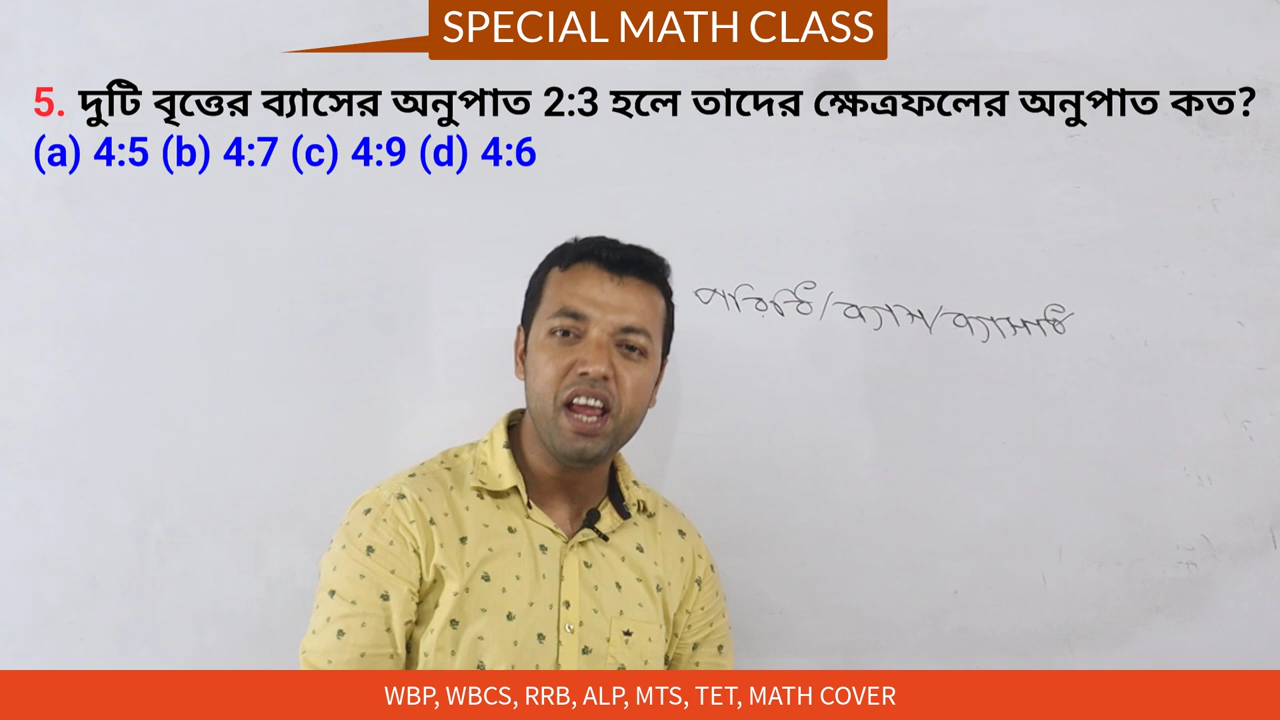 SPECIAL MATH CLASS
5. দুটি বৃত্তের ব্যাসের অনুপাত 2:3 হলে তাদের ক্ষেত্রফলের অনুপাত কত?
(a) 4:5 (b) 4:7 (c) 4:9 (d) 4:6
পরিধি/ব্যাস/ব্যাসার্ধ
WBP, WBCS, RRB, ALP, MTS, TET, MATH COVER